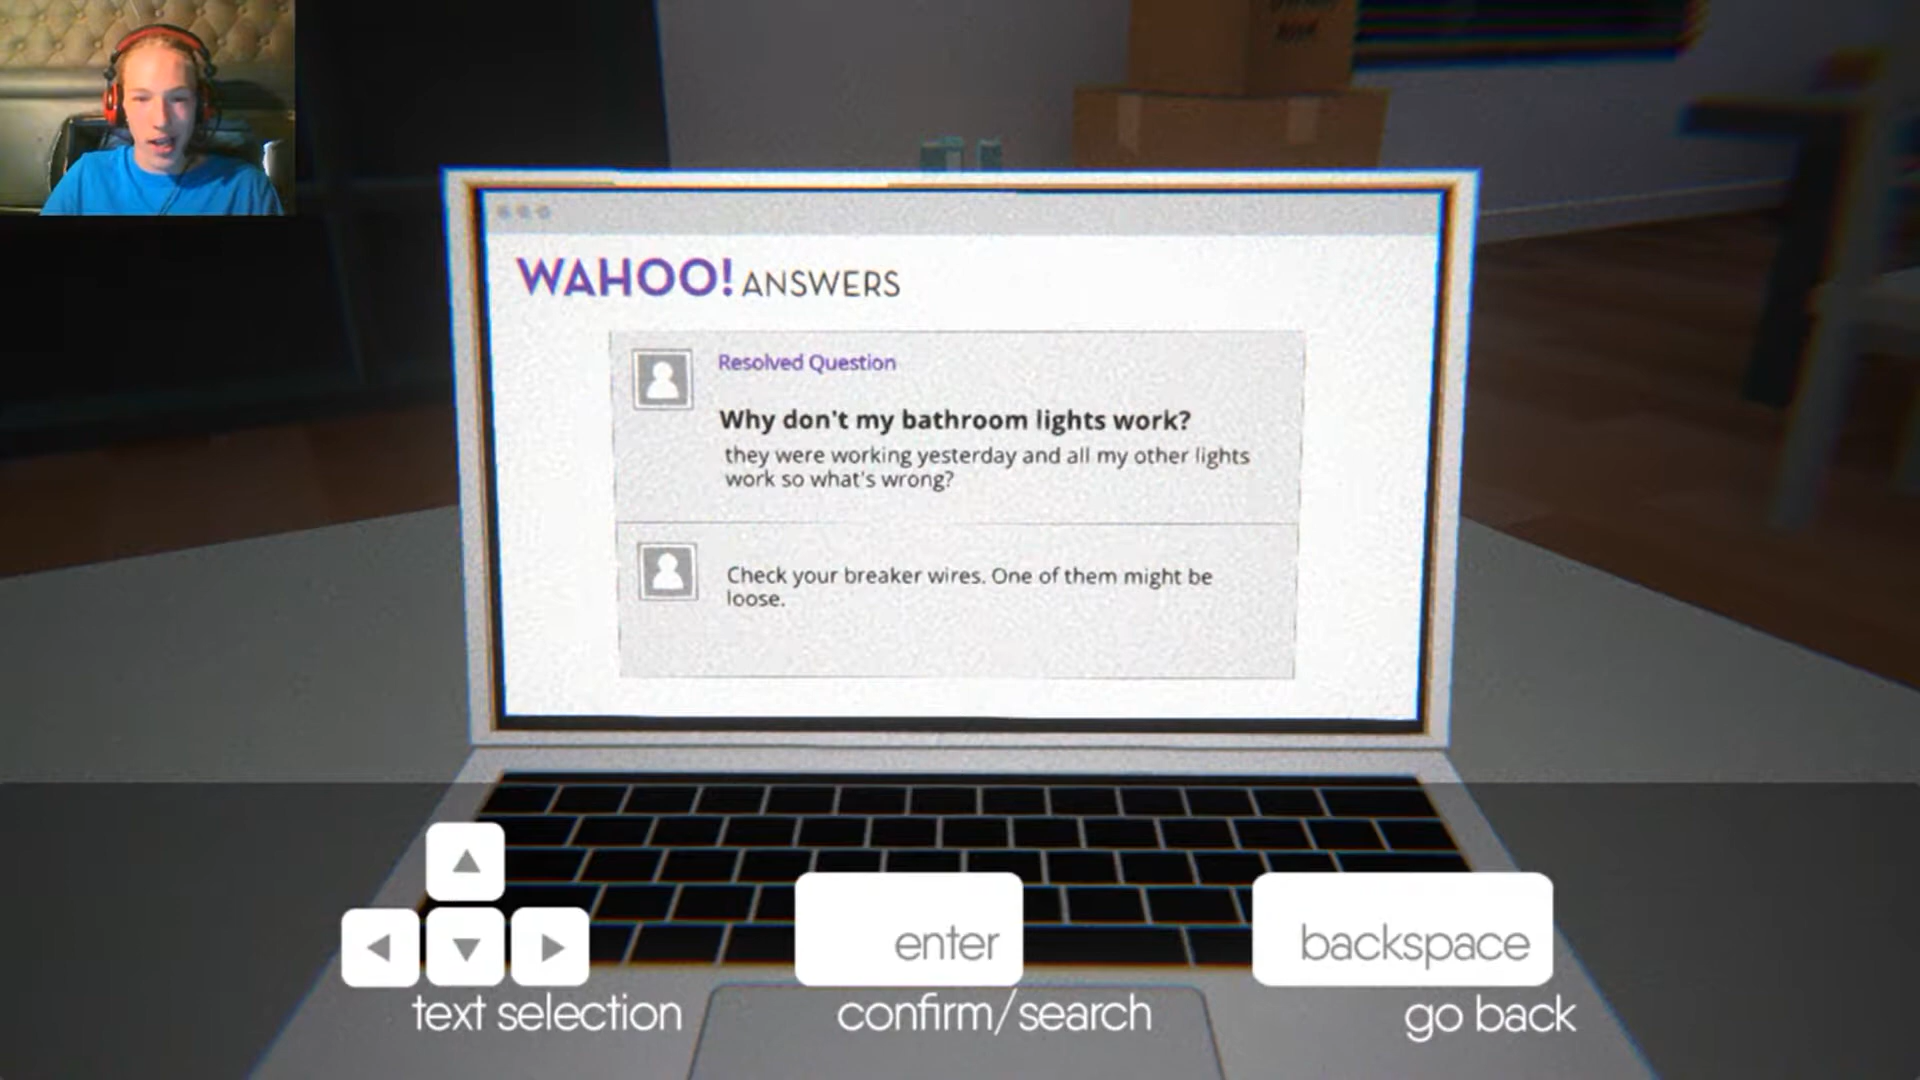 WAHOO! ANSWERS
Resolved Question
Why don't my bathroom lights work?
they were working yesterday and all my other lights
work so what's wrong?
Check your breaker wires. One of them might be
loose.
enter
backspace
text selection
confirm/search
go back